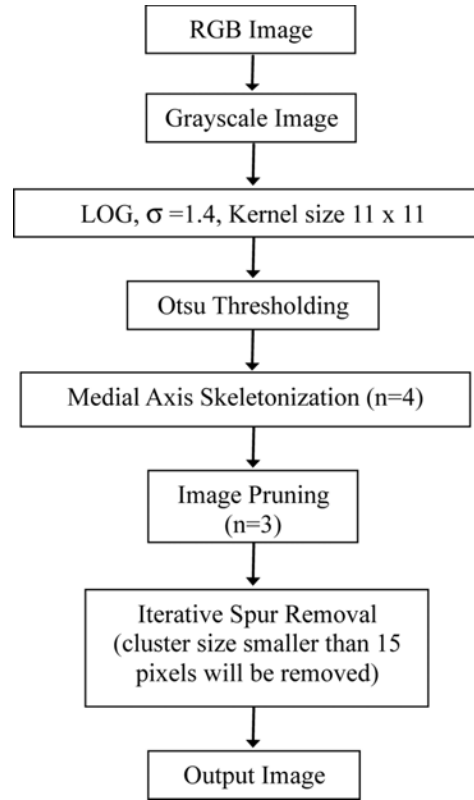 RGB Image
Grayscale Image
LOG, σ =1.4, Kernel size 11 x 11
Otsu Thresholding
Medial Axis Skeletonization (n=4)
Image Pruning
(n=3)
Iterative Spur Removal
(cluster size smaller than 15
pixels will be removed)
Output Image